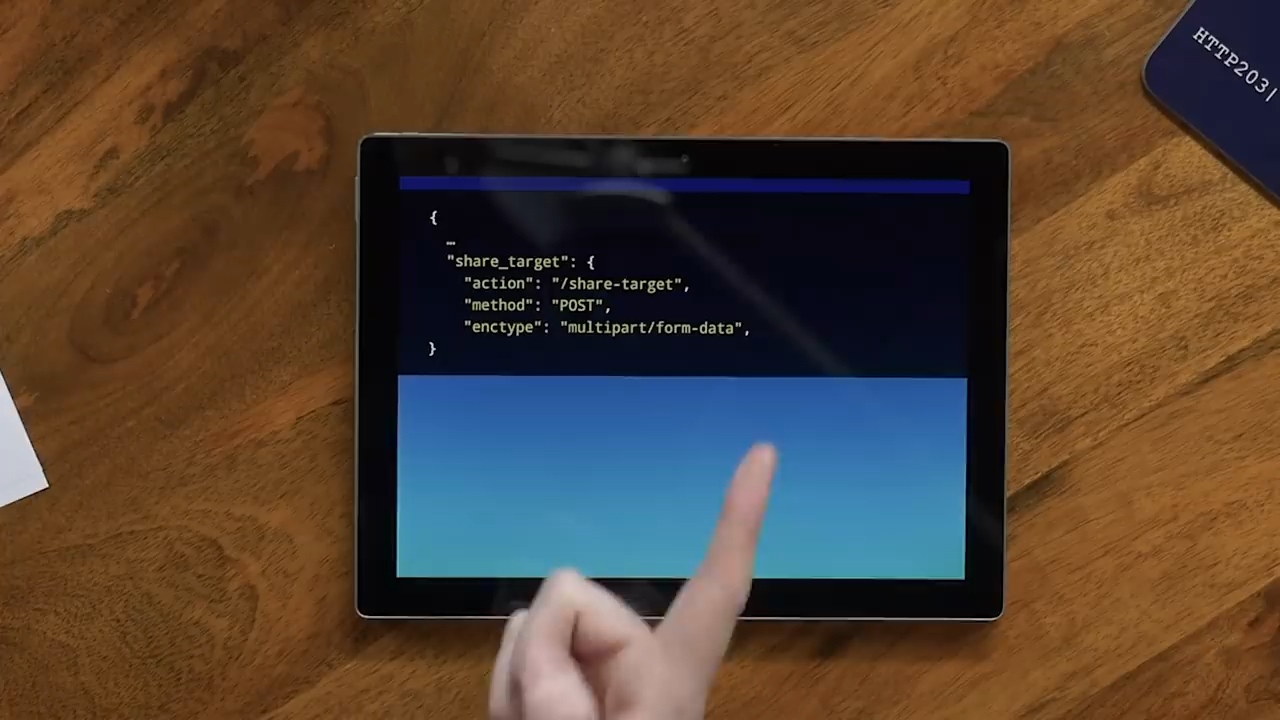 HTTP203|
{
…
"share_target": {
"action": "/share-target",
"method": "POST",
"enctype": "multipart/form-data",
}